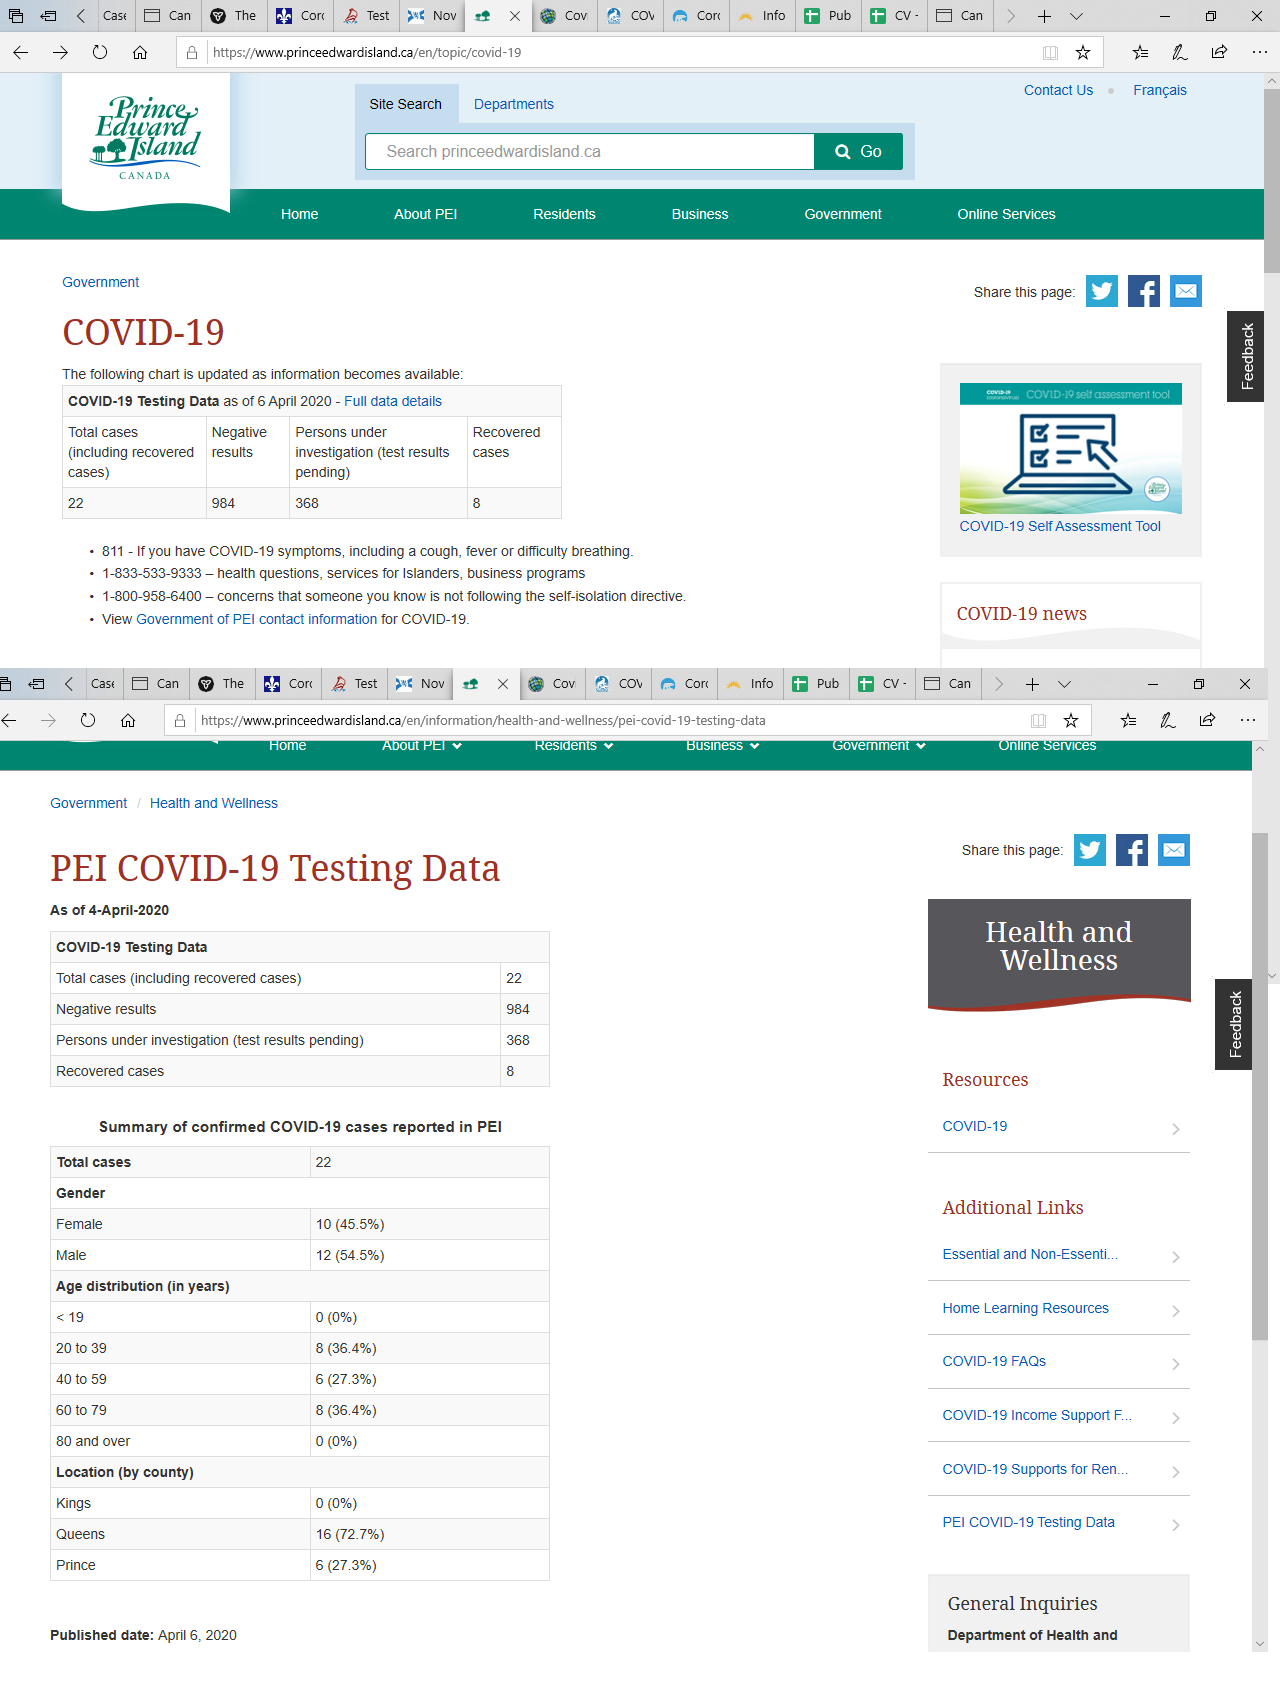 Case Can The Coro Test Nov Cov COV Coro Info Pub CV - Can
https://www.princeedwardisland.ca/en/topic/covid-19
Contact Us • Français
Prince
Edward
Island
CANADA
Site Search Departments
Search princeedwardisland.ca Go
Home About PEI Residents Business Government Online Services
Government
Share this page:
Feedback
COVID-19
The following chart is updated as information becomes available:
COVID-19 Testing Data as of 6 April 2020 - Full data details
Total cases (including recovered cases) Negative results Persons under investigation (test results pending) Recovered cases
22 984 368 8
COVID-19 self assessment tool
COVID-19 Self Assessment Tool
• 811 - If you have COVID-19 symptoms, including a cough, fever or difficulty breathing.
• 1-833-533-9333 – health questions, services for Islanders, business programs
• 1-800-958-6400 – concerns that someone you know is not following the self-isolation directive.
• View Government of PEI contact information for COVID-19.
COVID-19 news
Case Can The Coro Test Nov Cov COV Coro Info Pub CV - Can
https://www.princeedwardisland.ca/en/information/health-and-wellness/pei-covid-19-testing-data
Home About PEI Residents Business Government Online Services
Government / Health and Wellness
Share this page:
PEI COVID-19 Testing Data
As of 4-April-2020
COVID-19 Testing Data
Total cases (including recovered cases) 22
Negative results 984
Persons under investigation (test results pending) 368
Recovered cases 8
Summary of confirmed COVID-19 cases reported in PEI
Total cases 22
Gender
Female 10 (45.5%)
Male 12 (54.5%)
Age distribution (in years)
< 19 0 (0%)
20 to 39 8 (36.4%)
40 to 59 6 (27.3%)
60 to 79 8 (36.4%)
80 and over 0 (0%)
Location (by county)
Kings 0 (0%)
Queens 16 (72.7%)
Prince 6 (27.3%)
Published date: April 6, 2020
Health and
Wellness
Feedback
Resources
COVID-19
Additional Links
Essential and Non-Essenti...
Home Learning Resources
COVID-19 FAQs
COVID-19 Income Support F...
COVID-19 Supports for Ren...
PEI COVID-19 Testing Data
General Inquiries
Department of Health and